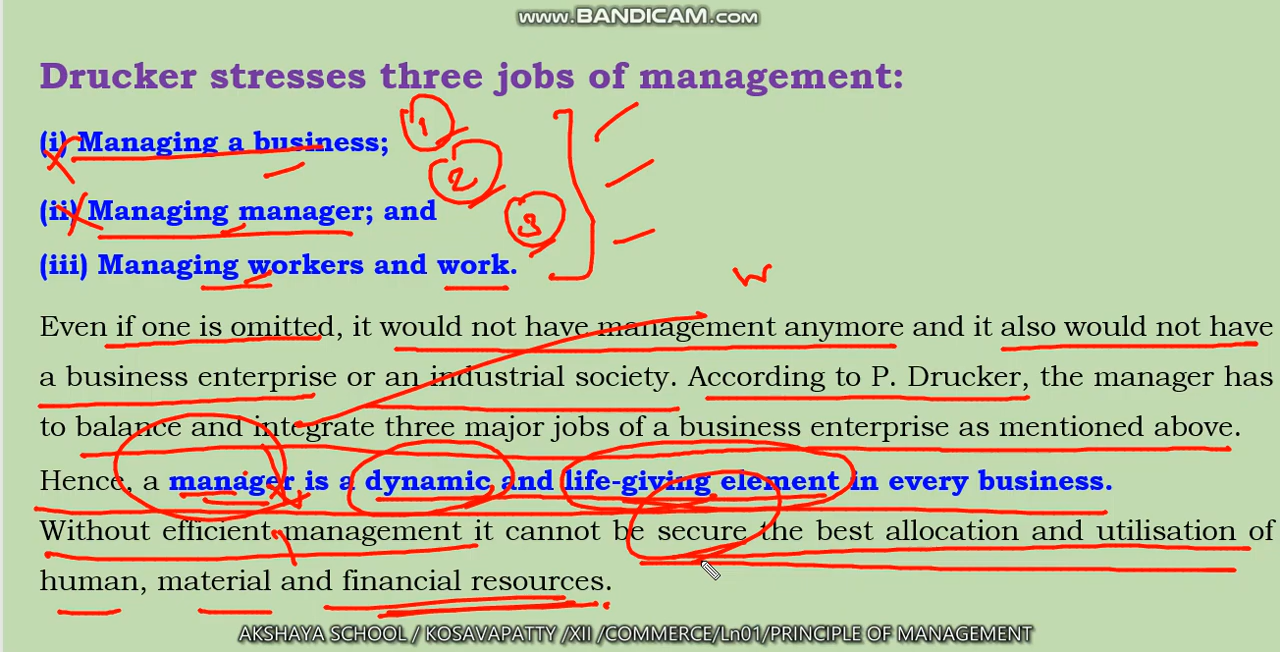 www.BANDICAM.com
Drucker stresses three jobs of management:
(i) Managing a business; 1
2
(ii) Managing manager; and 3
(iii) Managing workers and work.
w
Even if one is omitted, it would not have management anymore and it also would not have
a business enterprise or an industrial society. According to P. Drucker, the manager has
to balance and integrate three major jobs of a business enterprise as mentioned above.
Hence, a manager is a dynamic and life-giving element in every business.
Without efficient management it cannot be secure the best allocation and utilisation of
human, material and financial resources.
AKSHAYA SCHOOL / KOSAVAPATTY /XII /COMMERCE/Ln01/PRINCIPLE OF MANAGEMENT